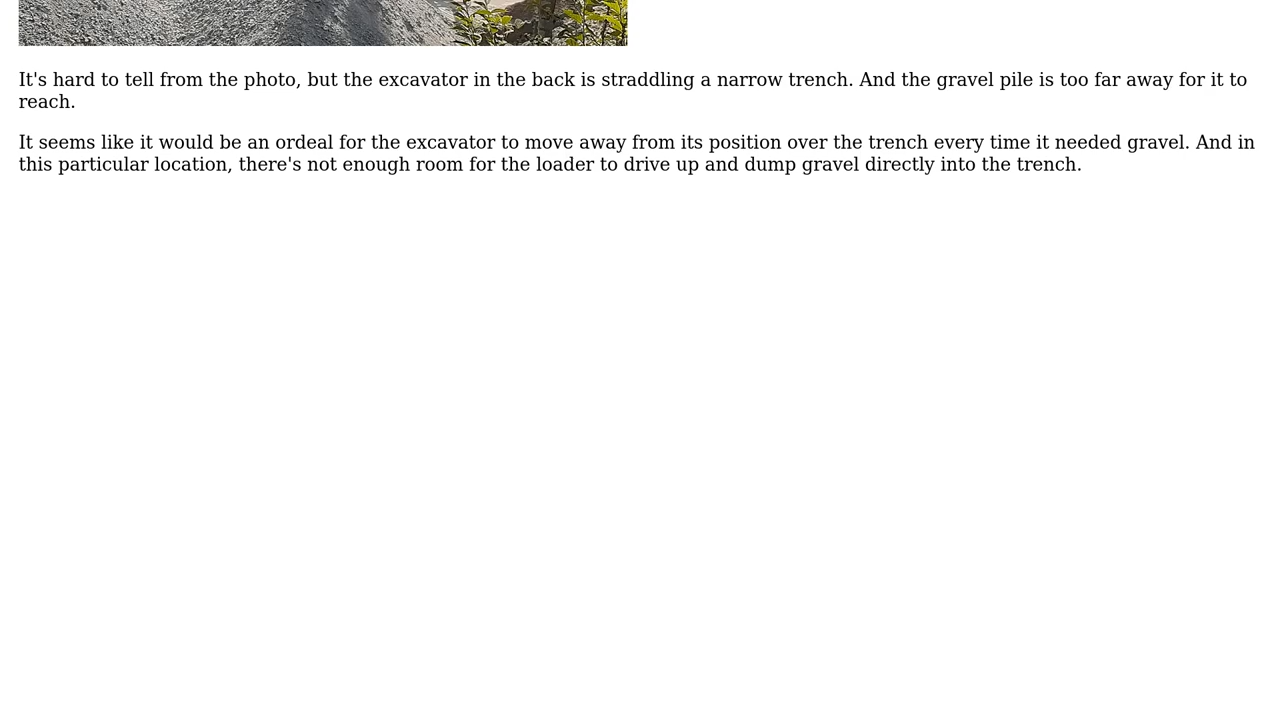 It's hard to tell from the photo, but the excavator in the back is straddling a narrow trench. And the gravel pile is too far away for it to
reach.
It seems like it would be an ordeal for the excavator to move away from its position over the trench every time it needed gravel. And in
this particular location, there's not enough room for the loader to drive up and dump gravel directly into the trench.